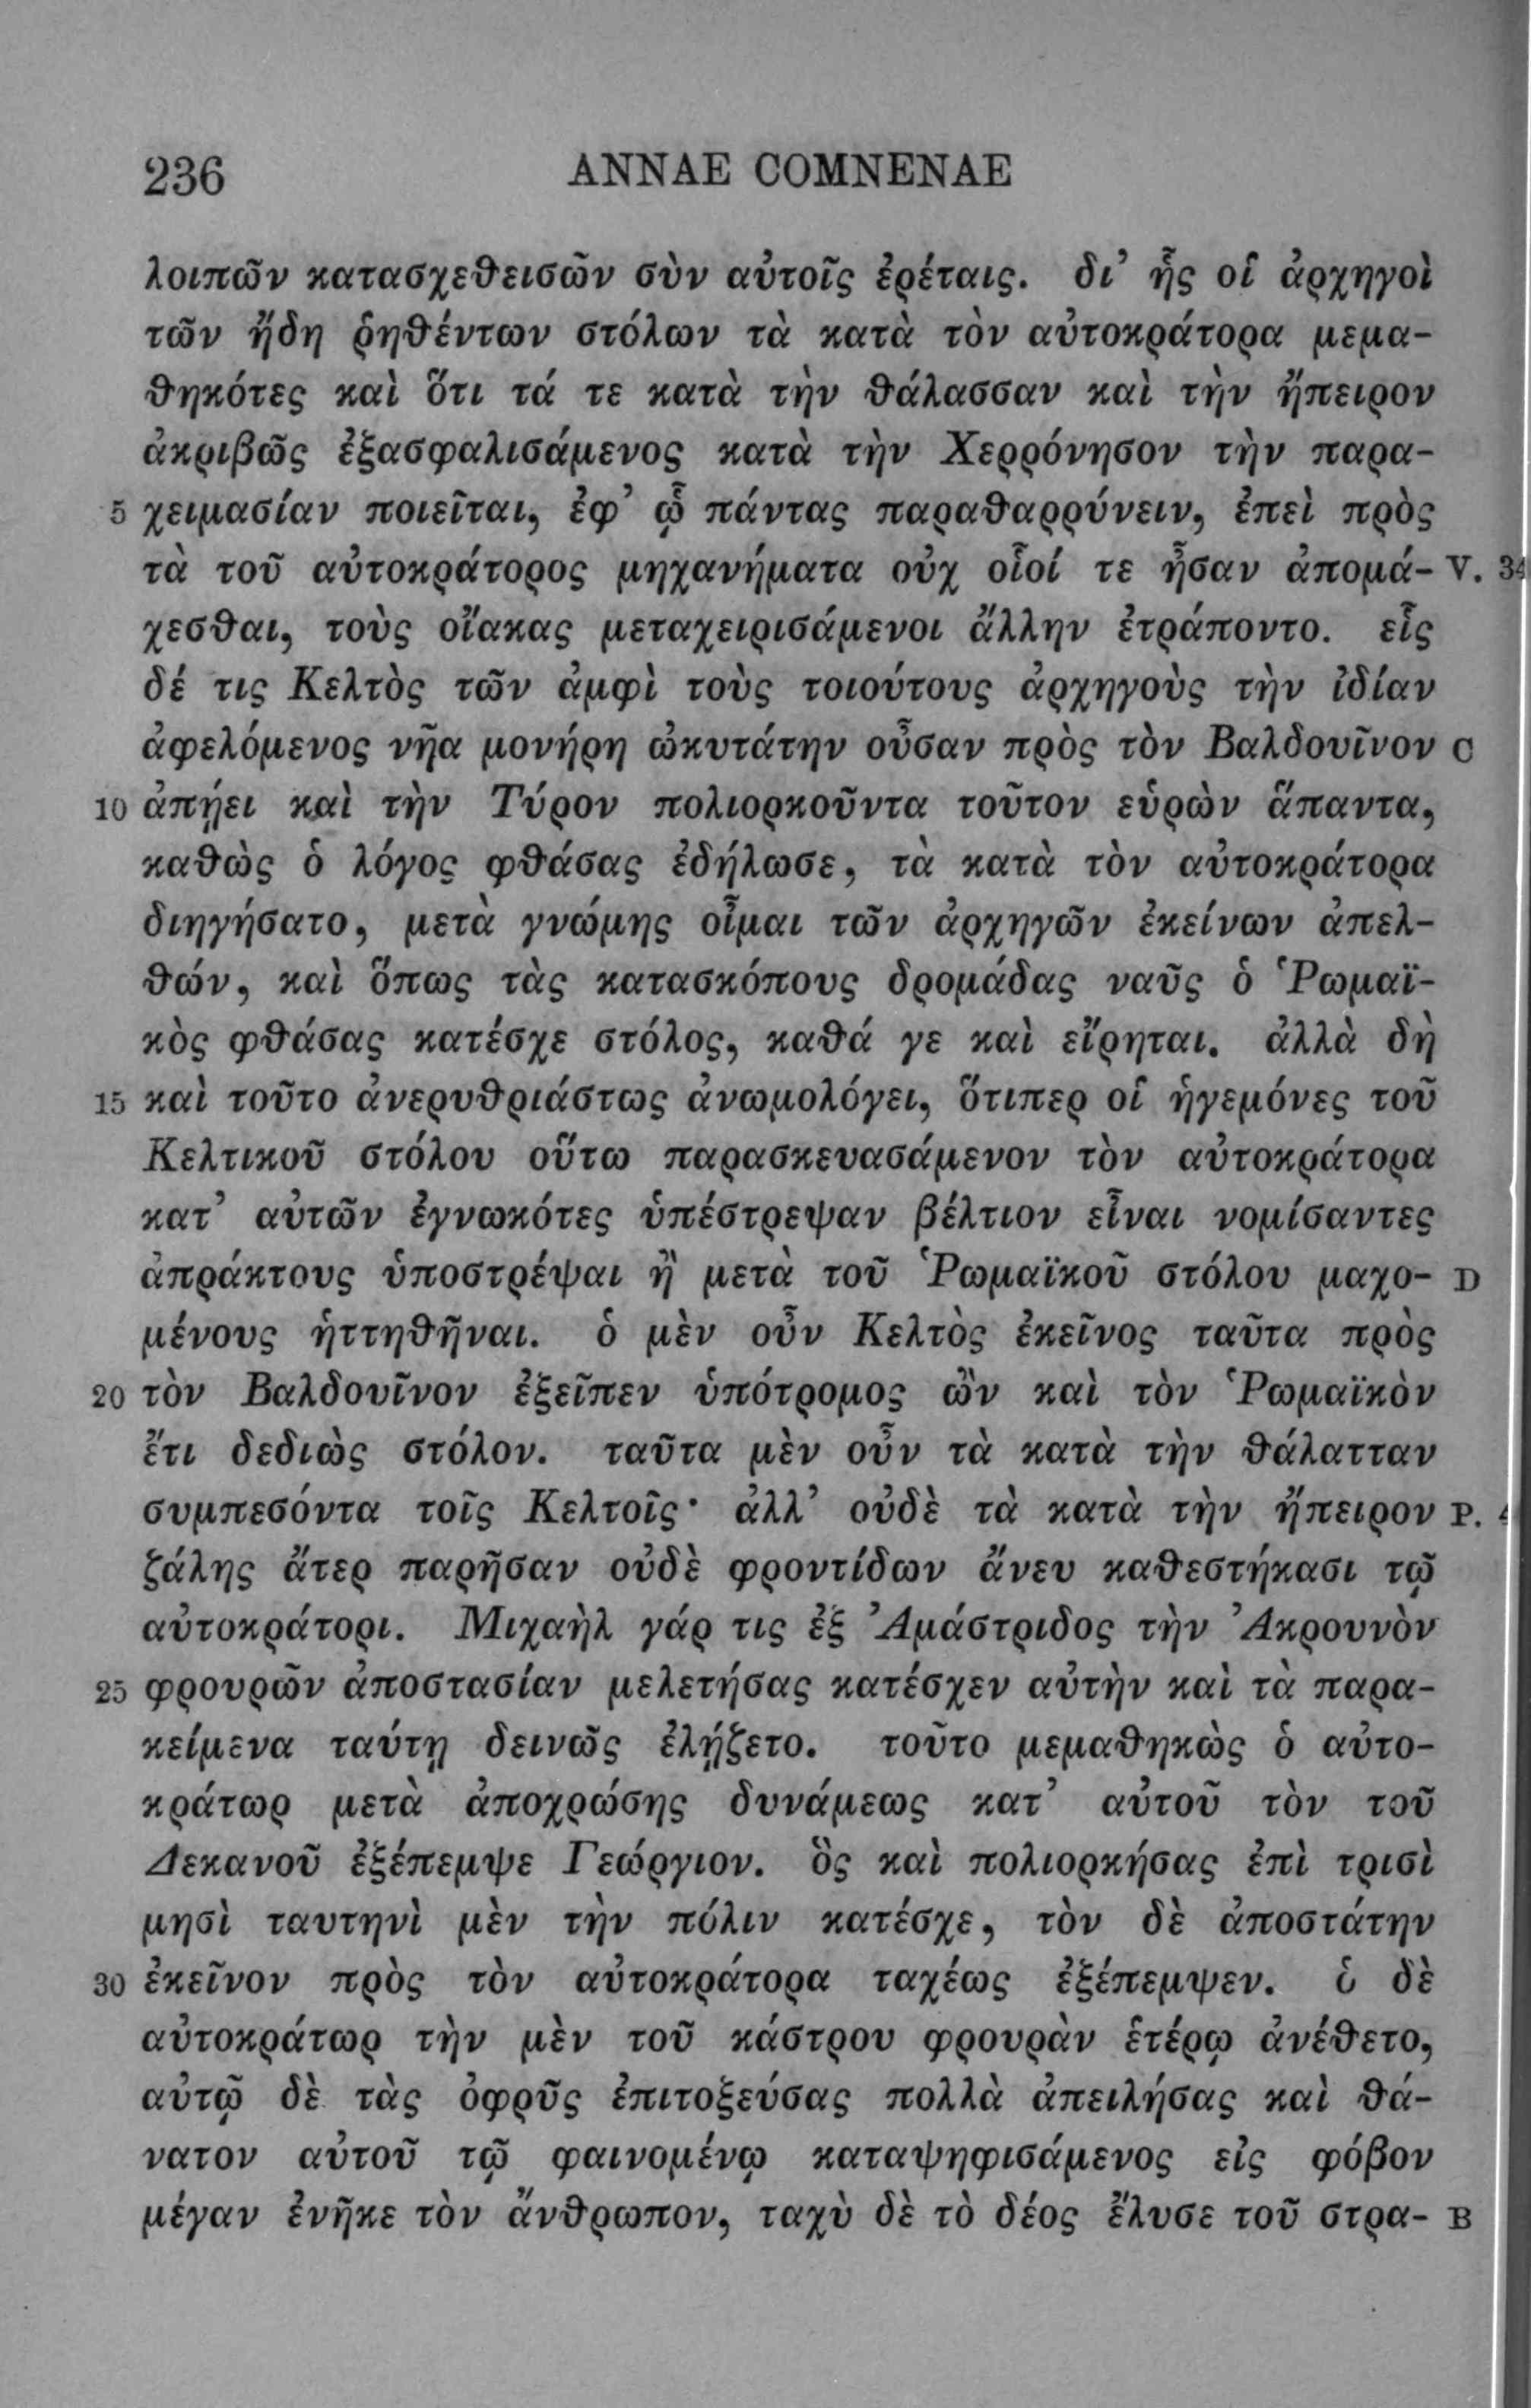 236 ANNAE COMNENAE
λοιπῶν κατασχεθεισῶν σὺν αὐτοῖς ἐρέταις. δι’ ἧς οἱ ἀρχηγοὶ
τῶν ἤδη ῥηθέντων στόλων τὰ κατὰ τὸν αὐτοκράτορα μεμα-
θηκότες καὶ ὅτι τά τε κατὰ τὴν θάλασσαν καὶ τὴν ἤπειρον
ἀκριβῶς ἐξασφαλισάμενος κατὰ τὴν Χερρόνησον τὴν παρα-
5 χειμασίαν ποιεῖται, ἐφ’ ᾧ πάντας παραθαρρύνειν, ἐπεὶ πρὸς
τὰ τοῦ αὐτοκράτορος μηχανήματα οὐχ οἷοί τε ἦσαν ἀπομά- V. 34
χεσθαι, τοὺς οἴακας μεταχειρισάμενοι ἄλλην ἐτράποντο. εἷς
δέ τις Κελτὸς τῶν ἀμφὶ τοὺς τοιούτους ἀρχηγοὺς τὴν ἰδίαν
ἀφελόμενος νῆα μονήρη ὠκυτάτην οὖσαν πρὸς τὸν Βαλδουῖνον C
10 ἀπῄει καὶ τὴν Τύρον πολιορκοῦντα τοῦτον εὑρὼν ἅπαντα,
καθὼς ὁ λόγος φθάσας ἐδήλωσε, τὰ κατὰ τὸν αὐτοκράτορα
διηγήσατο, μετὰ γνώμης οἶμαι τῶν ἀρχηγῶν ἐκείνων ἀπελ-
θών, καὶ ὅπως τὰς κατασκόπους δρομάδας ναῦς ὁ Ῥωμαϊ-
κὸς φθάσας κατέσχε στόλος, καθά γε καὶ εἴρηται. ἀλλὰ δὴ
15 καὶ τοῦτο ἀνερυθριάστως ἀνωμολόγει, ὅτιπερ οἱ ἡγεμόνες τοῦ
Κελτικοῦ στόλου οὕτω παρασκευασάμενον τὸν αὐτοκράτορα
κατ’ αὐτῶν ἐγνωκότες ὑπέστρεψαν βέλτιον εἶναι νομίσαντες
ἀπράκτους ὑποστρέψαι ἢ μετὰ τοῦ Ῥωμαϊκοῦ στόλου μαχο- D
μένους ἡττηθῆναι. ὁ μὲν οὖν Κελτὸς ἐκεῖνος ταῦτα πρὸς
20 τὸν Βαλδουῖνον ἐξεῖπεν ὑπότρομος ὢν καὶ τὸν Ῥωμαϊκὸν
ἔτι δεδιὼς στόλον. ταῦτα μὲν οὖν τὰ κατὰ τὴν θάλατταν
συμπεσόντα τοῖς Κελτοῖς· ἀλλ’ οὐδὲ τὰ κατὰ τὴν ἤπειρον P.
ζάλης ἄτερ παρῆσαν οὐδὲ φροντίδων ἄνευ καθεστήκασι τῷ
αὐτοκράτορι. Μιχαὴλ γάρ τις ἐξ Ἀμάστριδος τὴν Ἀκρουνὸν
25 φρουρῶν ἀποστασίαν μελετήσας κατέσχεν αὐτὴν καὶ τὰ παρα-
κείμενα ταύτῃ δεινῶς ἐλῄζετο. τοῦτο μεμαθηκὼς ὁ αὐτο-
κράτωρ μετὰ ἀποχρώσης δυνάμεως κατ’ αὐτοῦ τὸν τοῦ
Δεκανοῦ ἐξέπεμψε Γεώργιον. ὃς καὶ πολιορκήσας ἐπὶ τρισὶ
μησὶ ταυτηνὶ μὲν τὴν πόλιν κατέσχε, τὸν δὲ ἀποστάτην
30 ἐκεῖνον πρὸς τὸν αὐτοκράτορα ταχέως ἐξέπεμψεν. ὁ δὲ
αὐτοκράτωρ τὴν μὲν τοῦ κάστρου φρουρὰν ἑτέρῳ ἀνέθετο,
αὐτῷ δὲ τὰς ὀφρῦς ἐπιτοξεύσας πολλὰ ἀπειλήσας καὶ θά-
νατον αὐτοῦ τῷ φαινομένῳ καταψηφισάμενος εἰς φόβον
μέγαν ἐνῆκε τὸν ἄνθρωπον, ταχὺ δὲ τὸ δέος ἔλυσε τοῦ στρα- B